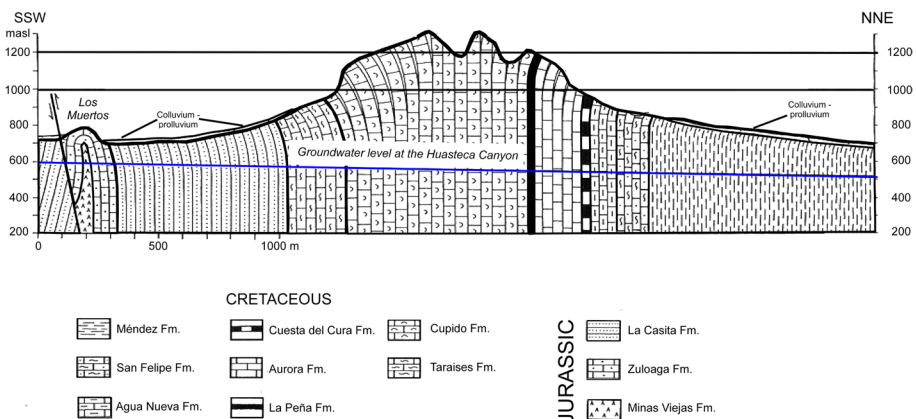 SSW
NNE
masl
1200
1000
800
600
400
200
1200
1000
800
600
400
200
Los
Muertos
Colluvium -
prolluvium
Colluvium -
prolluvium
Groundwater level at the Huasteca Canyon
0
500
1000 m
CRETACEOUS
JURASSIC
Méndez Fm.
Cuesta del Cura Fm.
Cupido Fm.
La Casita Fm.
San Felipe Fm.
Aurora Fm.
Taraises Fm.
Zuloaga Fm.
Agua Nueva Fm.
La Peña Fm.
Minas Viejas Fm.